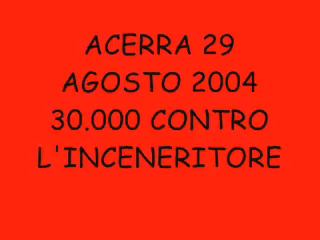 ACERRA 29
AGOSTO 2004
30.000 CONTRO
L'INCENERITORE